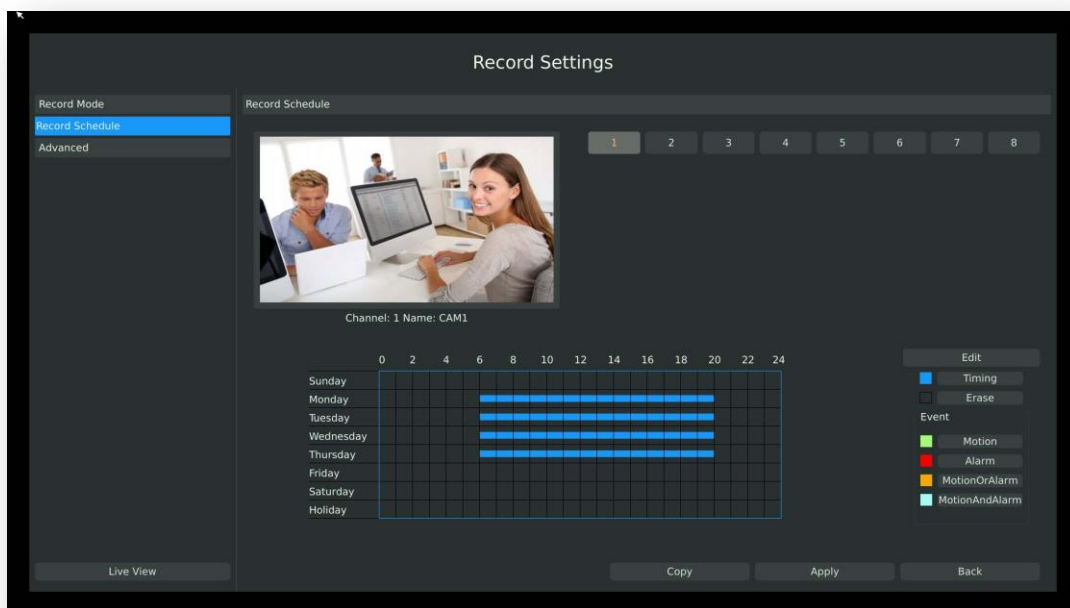 Record Settings
Record Mode
Record Schedule
Advanced
Record Schedule
1 2 3 4 5 6 7 8
Channel: 1 Name: CAM1
0 2 4 6 8 10 12 14 16 18 20 22 24
Sunday
Monday
Tuesday
Wednesday
Thursday
Friday
Saturday
Holiday
Edit
Timing
Erase
Event
Motion
Alarm
MotionOrAlarm
MotionAndAlarm
Live View
Copy
Apply
Back